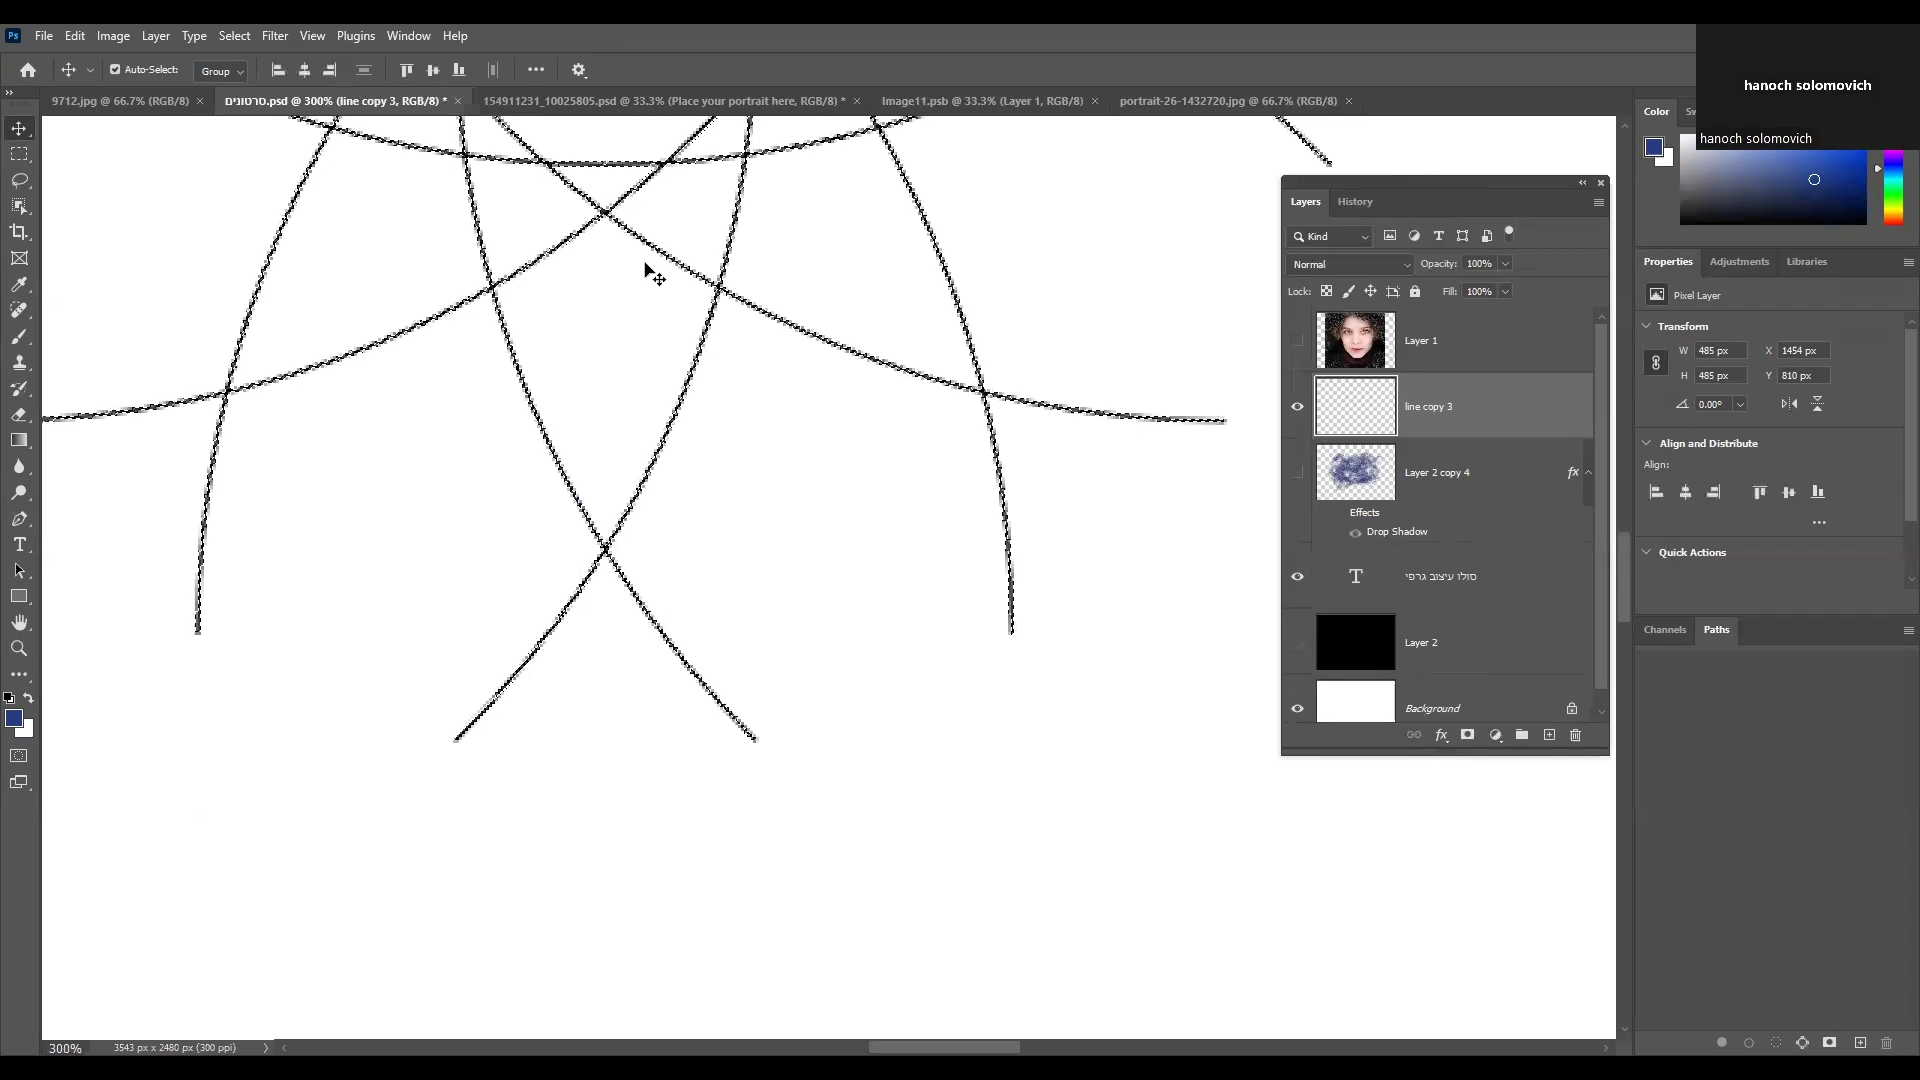 Ps File Edit Image Layer Type Select Filter View Plugins Window Help
hanoch solomovich
hanoch solomovich
Auto-Select: Group
9712.jpg @ 66.7% (RGB/8)
סרטונים.psd @ 300% (line copy 3, RGB/8) *
154911231_10025805.psd @ 33.3% (Place your portrait here, RGB/8) *
Image11.psb @ 33.3% (Layer 1, RGB/8)
portrait-26-1432720.jpg @ 66.7% (RGB/8)
Color
Layers History
Kind
Normal Opacity: 100%
Lock: Fill: 100%
Layer 1
line copy 3
Layer 2 copy 4 fx
Effects
Drop Shadow
T סולו עיצוב גרפי
Layer 2
Background
fx
Properties Adjustments Libraries
Pixel Layer
Transform
W 485 px X 1454 px
H 485 px Y 810 px
0.00°
Align and Distribute
Align:
Quick Actions
Channels Paths
300% 3543 px x 2480 px (300 ppi)